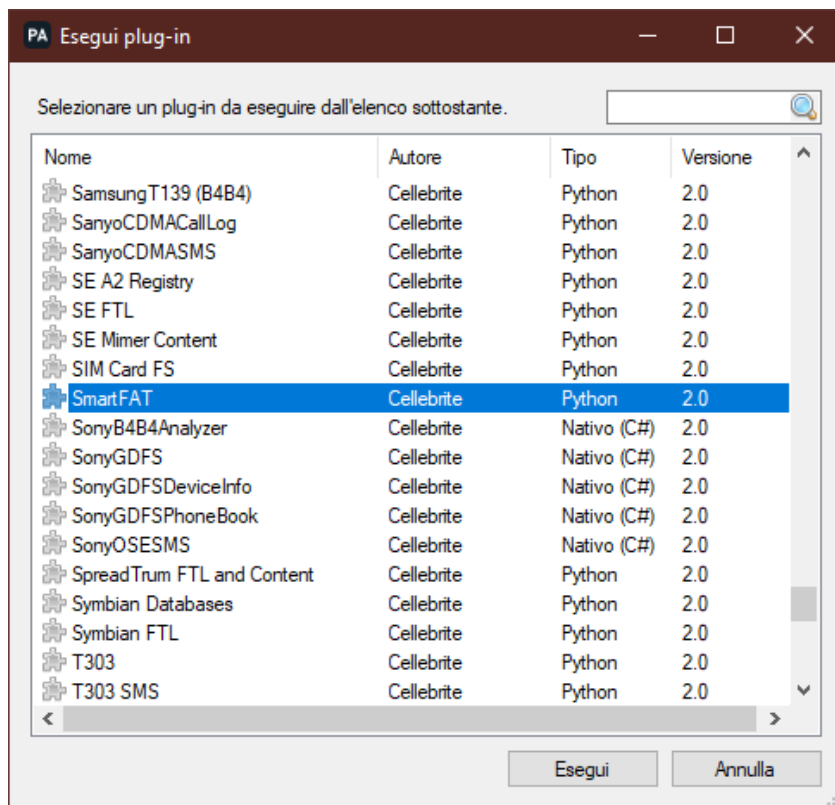 PA Esegui plug-in
Selezionare un plug-in da eseguire dall'elenco sottostante.
Nome Autore Tipo Versione
SamsungT139 (B4B4) Cellebrite Python 2.0
SanyoCDMACallLog Cellebrite Python 2.0
SanyoCDMASMS Cellebrite Python 2.0
SE A2 Registry Cellebrite Python 2.0
SE FTL Cellebrite Python 2.0
SE Mimer Content Cellebrite Python 2.0
SIM Card FS Cellebrite Python 2.0
SmartFAT Cellebrite Python 2.0
SonyB4B4Analyzer Cellebrite Nativo (C#) 2.0
SonyGDFS Cellebrite Nativo (C#) 2.0
SonyGDFSDeviceInfo Cellebrite Nativo (C#) 2.0
SonyGDFSPhoneBook Cellebrite Nativo (C#) 2.0
SonyOSESMS Cellebrite Nativo (C#) 2.0
SpreadTrum FTL and Content Cellebrite Python 2.0
Symbian Databases Cellebrite Python 2.0
Symbian FTL Cellebrite Python 2.0
T303 Cellebrite Python 2.0
T303 SMS Cellebrite Python 2.0
Esegui Annulla